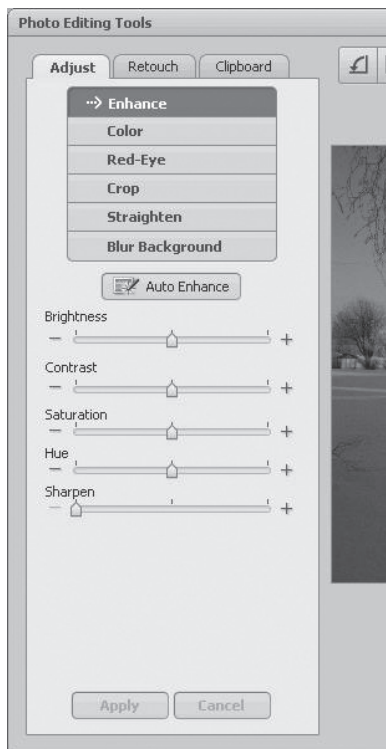 Photo Editing Tools
Adjust Retouch Clipboard
Enhance
Color
Red-Eye
Crop
Straighten
Blur Background
Auto Enhance
Brightness
− +
Contrast
− +
Saturation
− +
Hue
− +
Sharpen
− +
Apply Cancel